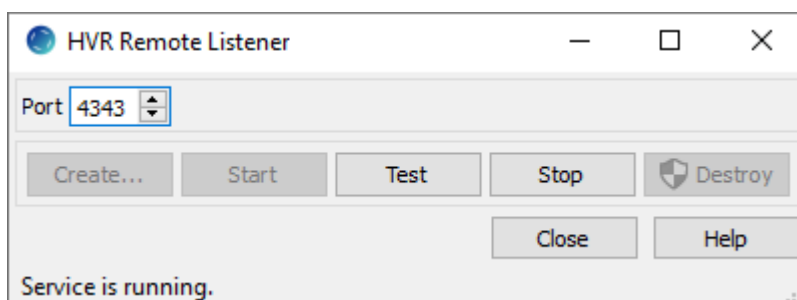 HVR Remote Listener
Port 4343
Create... Start Test Stop Destroy
Close Help
Service is running.